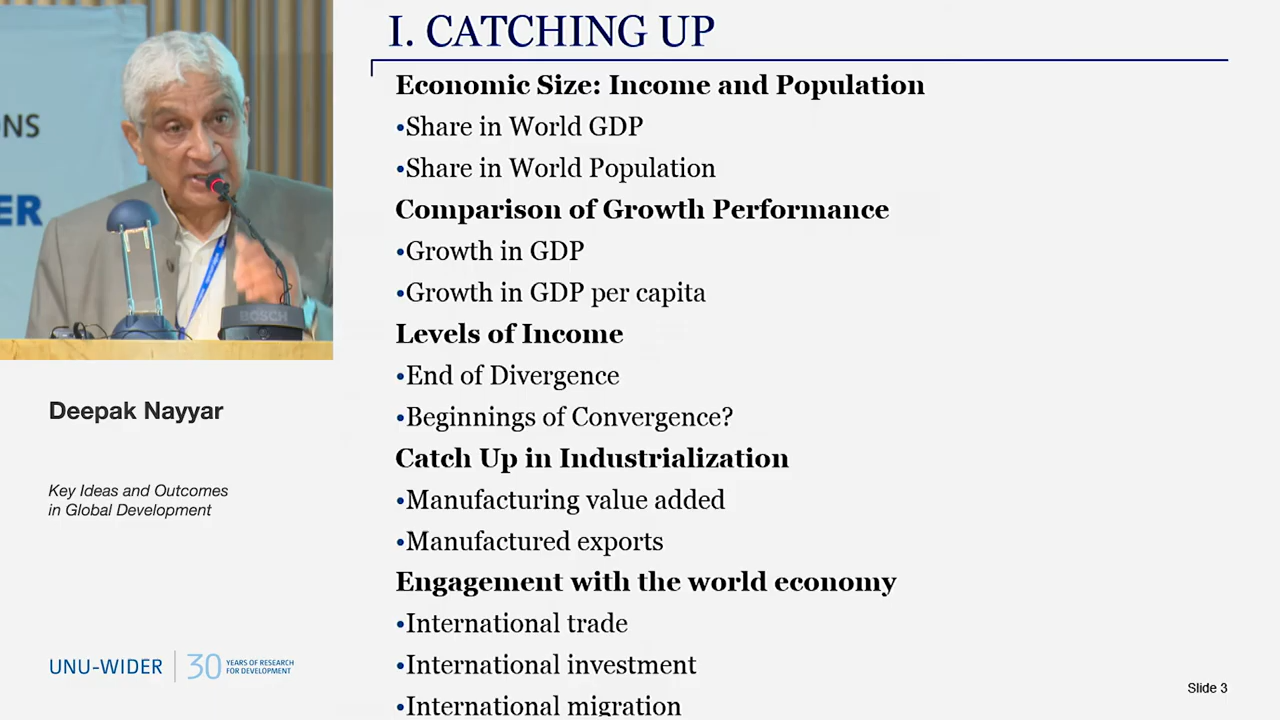 I. CATCHING UP
Economic Size: Income and Population
•Share in World GDP
•Share in World Population
Comparison of Growth Performance
•Growth in GDP
•Growth in GDP per capita
Levels of Income
•End of Divergence
•Beginnings of Convergence?
Catch Up in Industrialization
•Manufacturing value added
•Manufactured exports
Engagement with the world economy
•International trade
•International investment
•International migration
ONS
ER
BOSCH
Deepak Nayyar
Key Ideas and Outcomes
in Global Development
UNU-WIDER
30 YEARS OF RESEARCH
FOR DEVELOPMENT
Slide 3